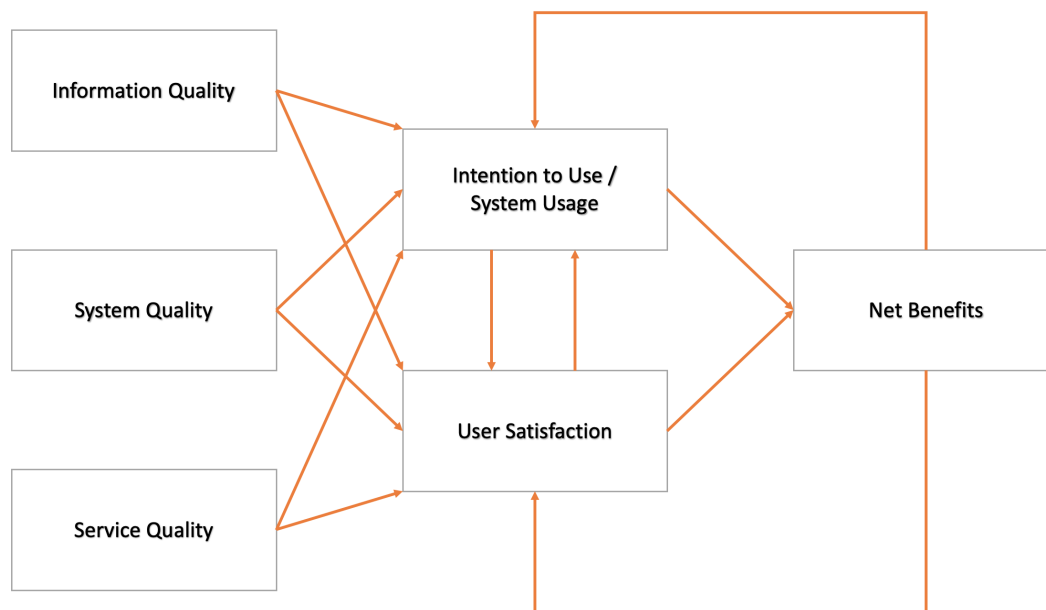 Information Quality
Intention to Use /
System Usage
System Quality
Net Benefits
User Satisfaction
Service Quality